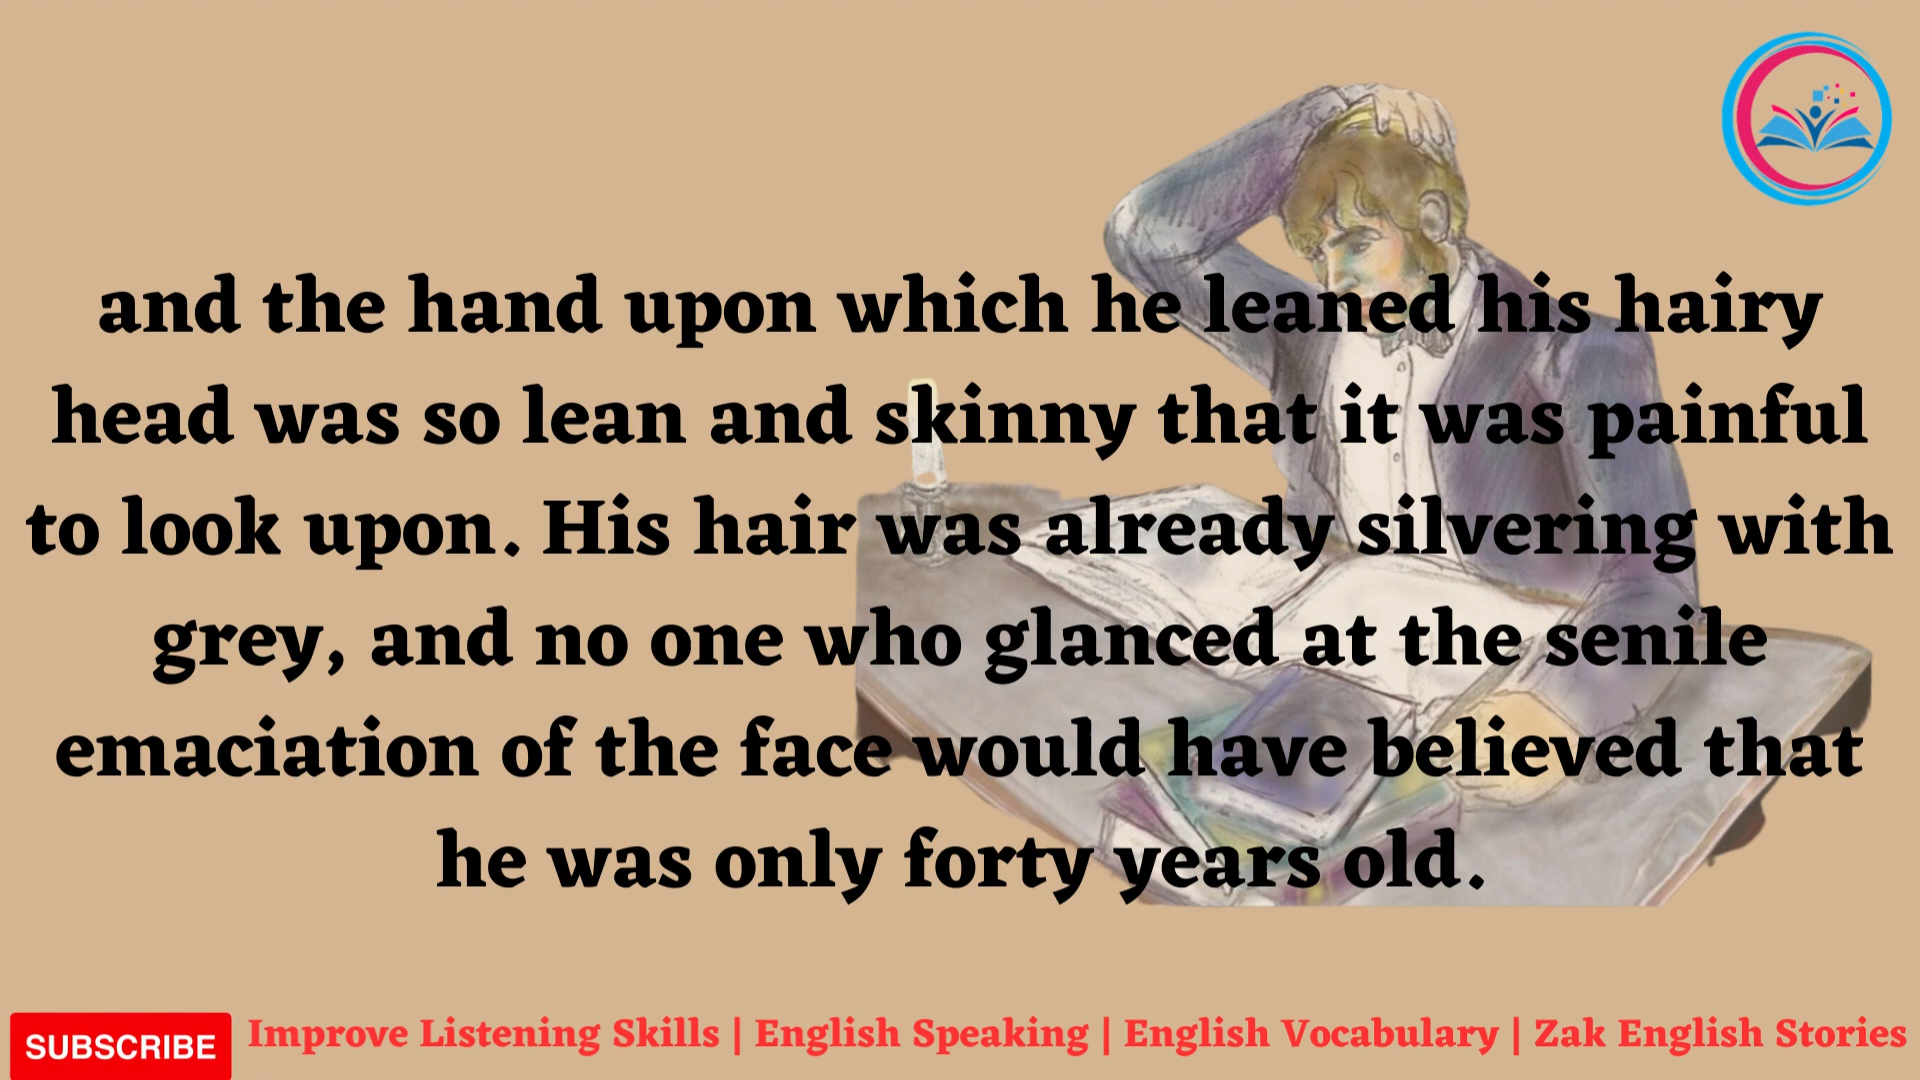 and the hand upon which he leaned his hairy
head was so lean and skinny that it was painful
to look upon. His hair was already silvering with
grey, and no one who glanced at the senile
emaciation of the face would have believed that
he was only forty years old.
SUBSCRIBE Improve Listening Skills | English Speaking | English Vocabulary | Zak English Stories